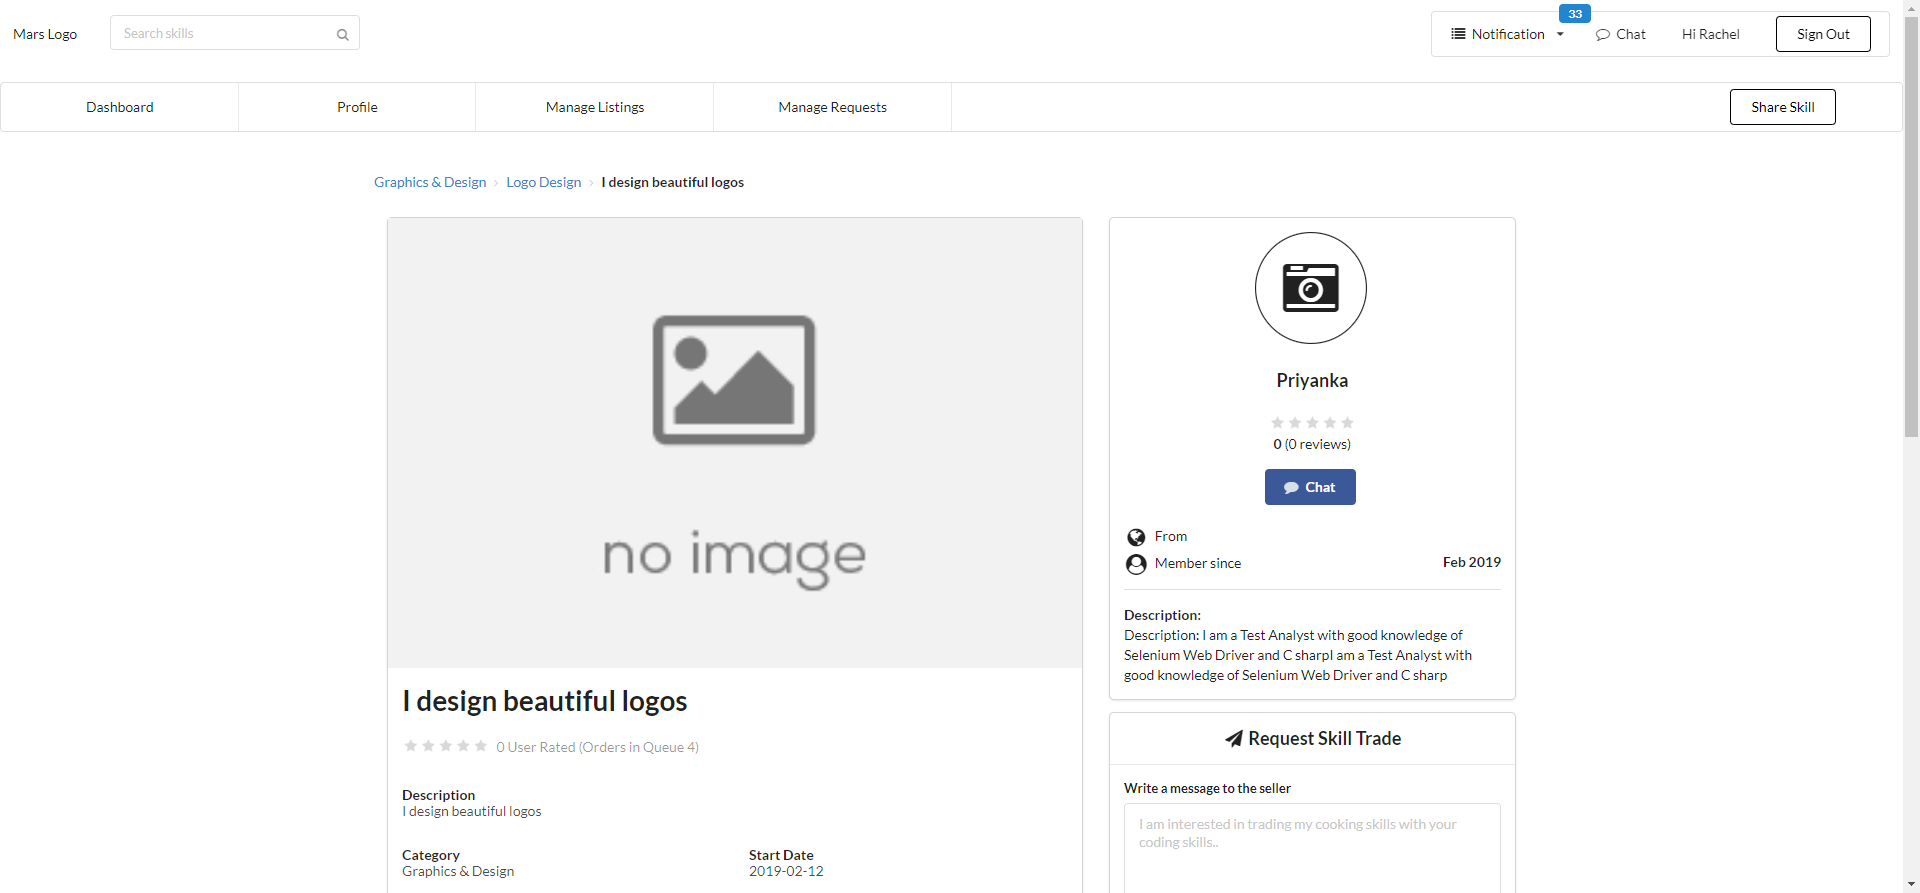 Mars Logo
Search skills
33
Notification
Chat
Hi Rachel
Sign Out
Dashboard
Profile
Manage Listings
Manage Requests
Share Skill
Graphics & Design › Logo Design › I design beautiful logos
no image
I design beautiful logos
0 User Rated (Orders in Queue 4)
Description
I design beautiful logos
Category
Graphics & Design
Start Date
2019-02-12
Priyanka
0 (0 reviews)
Chat
From
Member since
Feb 2019
Description:
Description: I am a Test Analyst with good knowledge of
Selenium Web Driver and C sharpI am a Test Analyst with
good knowledge of Selenium Web Driver and C sharp
Request Skill Trade
Write a message to the seller
I am interested in trading my cooking skills with your
coding skills..